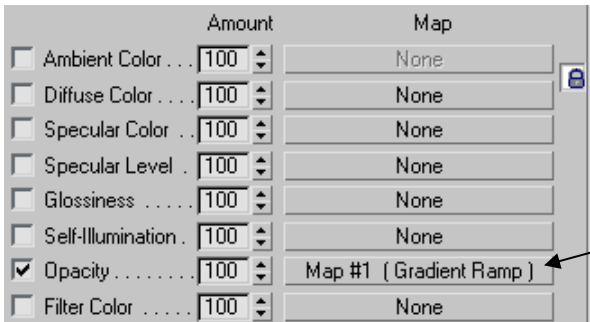 Amount Map
Ambient Color . . . 100 None
Diffuse Color . . . . 100 None
Specular Color . . 100 None
Specular Level . 100 None
Glossiness . . . . . 100 None
Self-Illumination . 100 None
Opacity . . . . . . . . 100 Map #1 ( Gradient Ramp )
Filter Color . . . . . 100 None